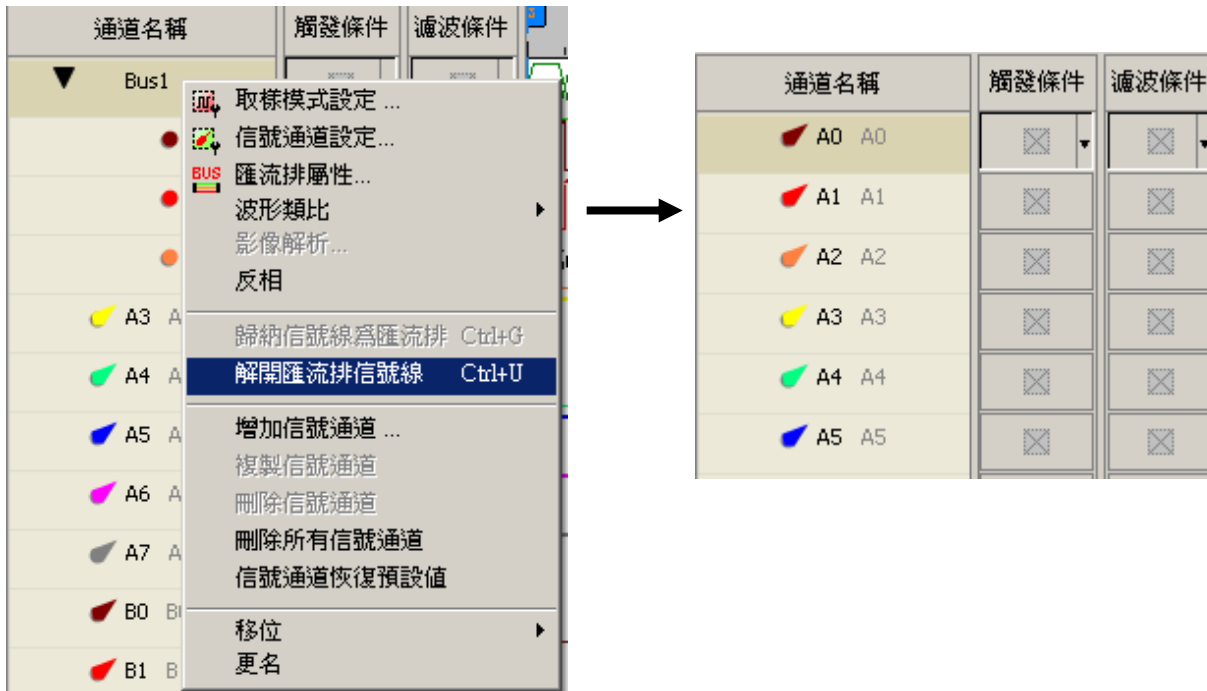 通道名稱 觸發條件 濾波條件
Bus1
取樣模式設定 ...
信號通道設定...
BUS 匯流排屬性...
波形類比
影像解析...
反相
歸納信號線為匯流排 Ctrl+G
解開匯流排信號線 Ctrl+U
增加信號通道 ...
複製信號通道
刪除信號通道
刪除所有信號通道
信號通道恢復預設值
移位
更名
A3 A
A4 A
A5 A
A6 A
A7 A
B0 B
B1 B
通道名稱 觸發條件 濾波條件
A0 A0
A1 A1
A2 A2
A3 A3
A4 A4
A5 A5